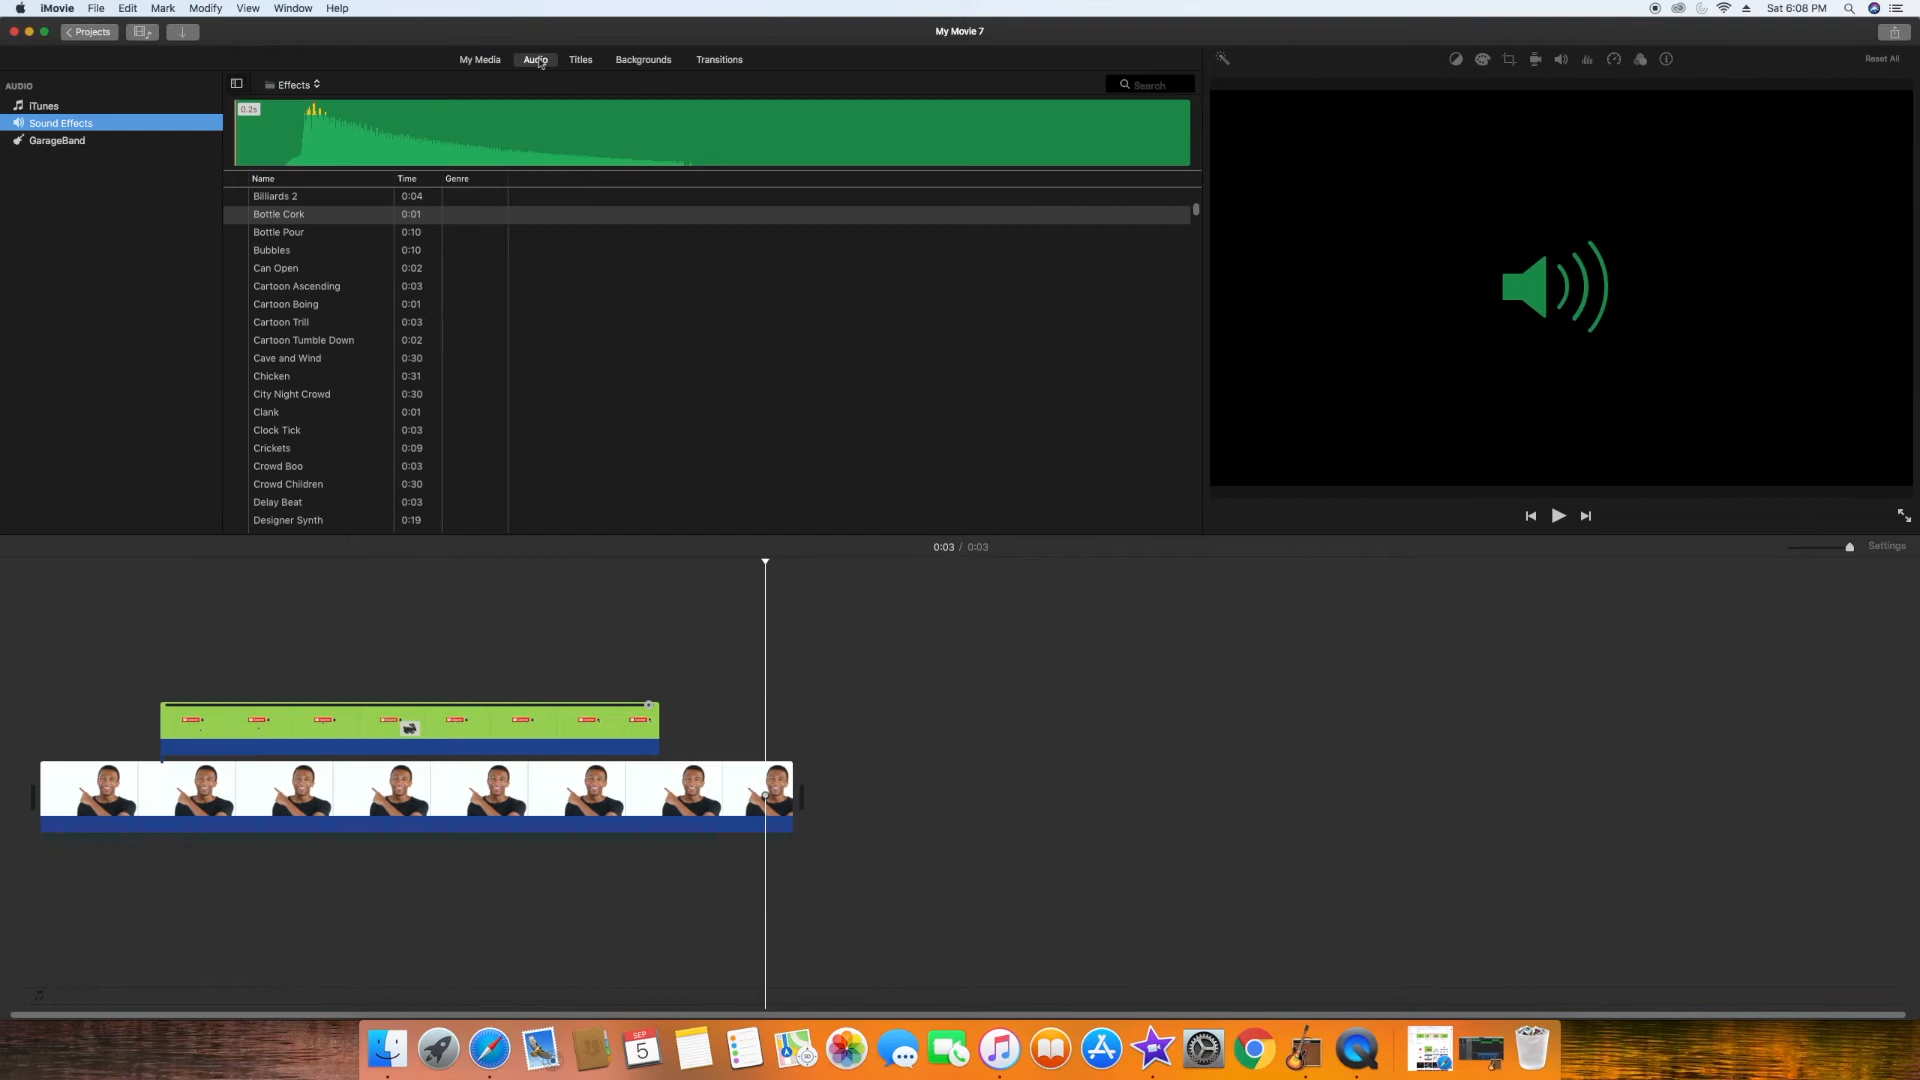 iMovie File Edit Mark Modify View Window Help Sat 6:08 PM
Projects My Movie 7
My Media Audio Titles Backgrounds Transitions Reset All
AUDIO
Effects Search
iTunes
0.2s
Sound Effects
GarageBand
Name Time Genre
Billiards 2 0:04
Bottle Cork 0:01
Bottle Pour 0:10
Bubbles 0:10
Can Open 0:02
Cartoon Ascending 0:03
Cartoon Boing 0:01
Cartoon Trill 0:03
Cartoon Tumble Down 0:02
Cave and Wind 0:30
Chicken 0:31
City Night Crowd 0:30
Clank 0:01
Clock Tick 0:03
Crickets 0:09
Crowd Boo 0:03
Crowd Children 0:30
Delay Beat 0:03
Designer Synth 0:19
0:03 / 0:03 Settings
SEP
5